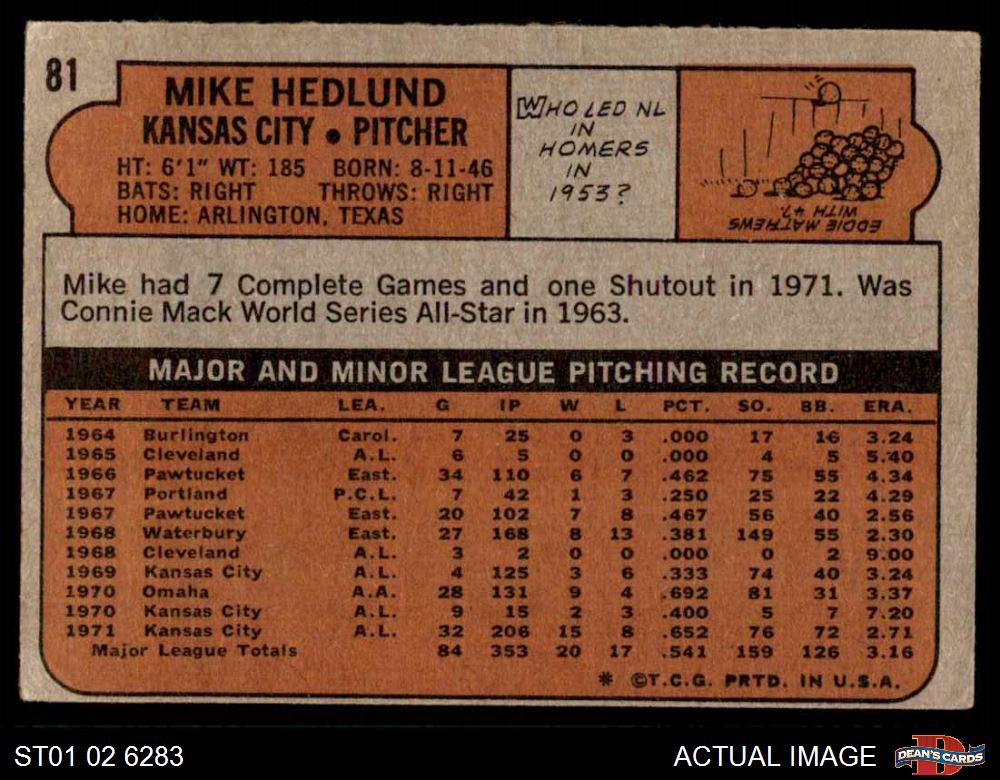 81
MIKE HEDLUND
KANSAS CITY • PITCHER
HT: 6'1" WT: 185 BORN: 8-11-46
BATS: RIGHT THROWS: RIGHT
HOME: ARLINGTON, TEXAS
WHO LED NL
IN
HOMERS
IN
1953?
EDDIE MATHEWS
WITH 47.
Mike had 7 Complete Games and one Shutout in 1971. Was
Connie Mack World Series All-Star in 1963.
MAJOR AND MINOR LEAGUE PITCHING RECORD
YEAR TEAM LEA. G IP W L PCT. SO. BB. ERA.
1964 Burlington Carol. 7 25 0 3 .000 17 16 3.24
1965 Cleveland A.L. 6 5 0 0 .000 4 5 5.40
1966 Pawtucket East. 34 110 6 7 .462 75 55 4.34
1967 Portland P.C.L. 7 42 1 3 .250 25 22 4.29
1967 Pawtucket East. 20 102 7 8 .467 56 40 2.56
1968 Waterbury East. 27 168 8 13 .381 149 55 2.30
1968 Cleveland A.L. 3 2 0 0 .000 0 2 9.00
1969 Kansas City A.L. 4 125 3 6 .333 74 40 3.24
1970 Omaha A.A. 28 131 9 4 .692 81 31 3.37
1970 Kansas City A.L. 9 15 2 3 .400 5 7 7.20
1971 Kansas City A.L. 32 206 15 8 .652 76 72 2.71
Major League Totals 84 353 20 17 .541 159 126 3.16
* ©T.C.G. PRTD. IN U.S.A.
ST01 02 6283 ACTUAL IMAGE DEAN'S CARDS